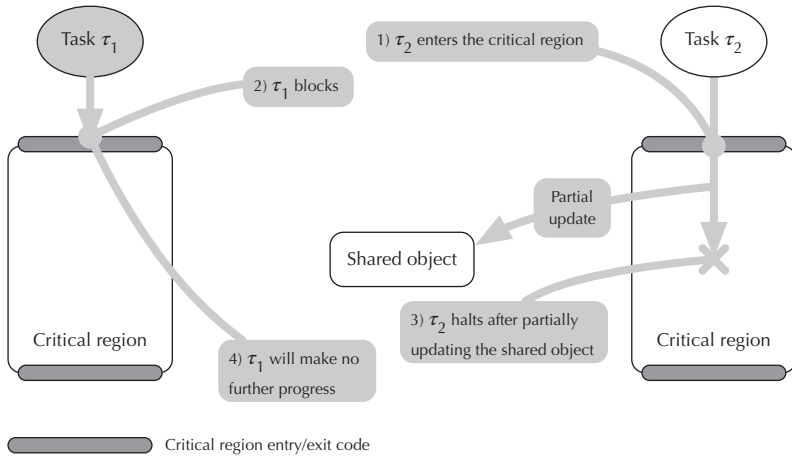 Task τ1
1) τ2 enters the critical region
Task τ2
2) τ1 blocks
Partial
update
Shared object
3) τ2 halts after partially
updating the shared object
Critical region
Critical region
4) τ1 will make no
further progress
Critical region entry/exit code